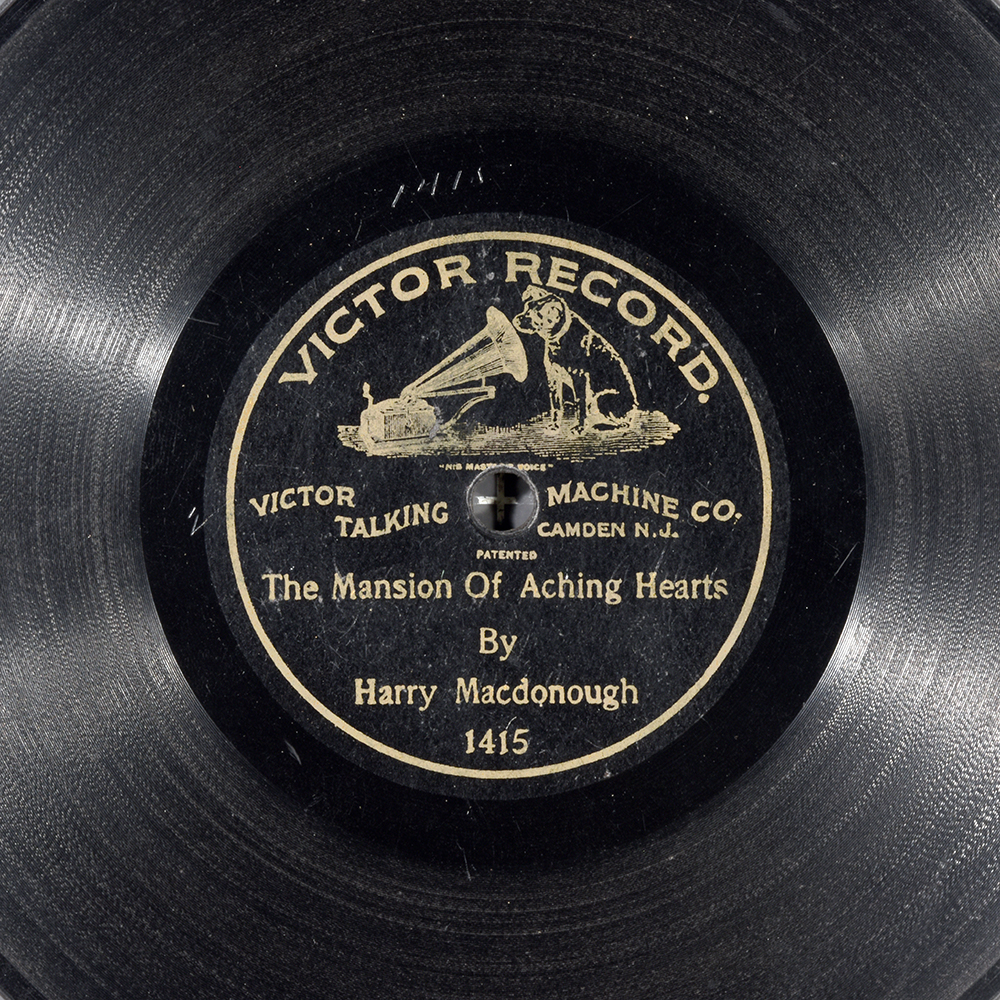 1415
VICTOR RECORD.
"HIS MASTER'S VOICE"
VICTOR TALKING MACHINE CO.
CAMDEN N.J.
PATENTED
The Mansion Of Aching Hearts
By
Harry Macdonough
1415